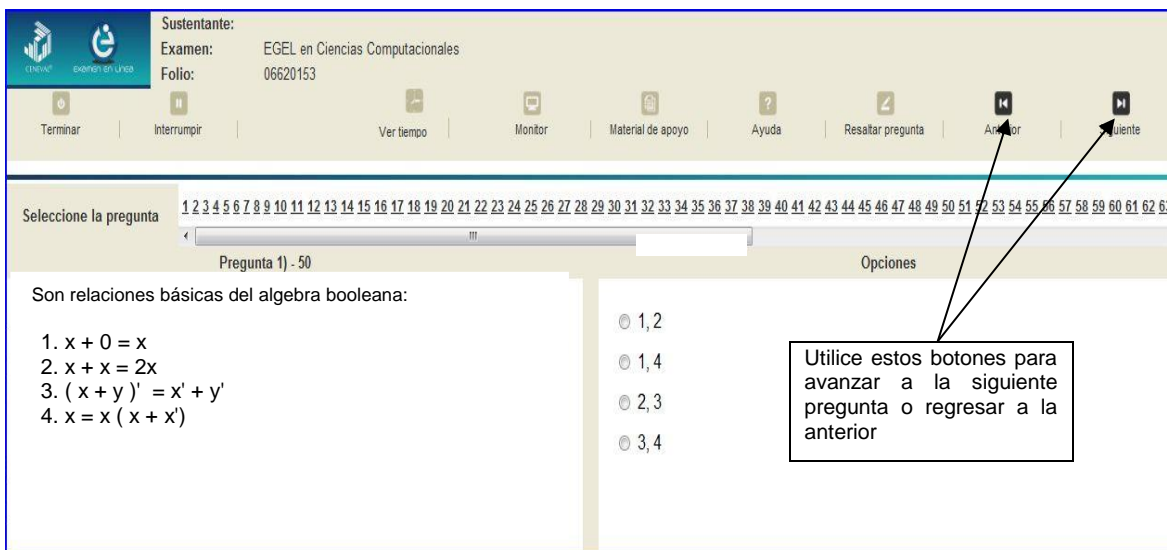 Sustentante:
Examen: EGEL en Ciencias Computacionales
Folio: 06620153
CENEVAL®
examen en línea
Terminar
Interrumpir
Ver tiempo
Monitor
Material de apoyo
Ayuda
Resaltar pregunta
Anterior
Siguiente
Seleccione la pregunta
1 2 3 4 5 6 7 8 9 10 11 12 13 14 15 16 17 18 19 20 21 22 23 24 25 26 27 28 29 30 31 32 33 34 35 36 37 38 39 40 41 42 43 44 45 46 47 48 49 50 51 52 53 54 55 56 57 58 59 60 61 62
Pregunta 1) - 50
Son relaciones básicas del algebra booleana:
1. x + 0 = x
2. x + x = 2x
3. ( x + y )' = x' + y'
4. x = x ( x + x')
Opciones
1, 2
1, 4
2, 3
3, 4
Utilice estos botones para
avanzar a la siguiente
pregunta o regresar a la
anterior